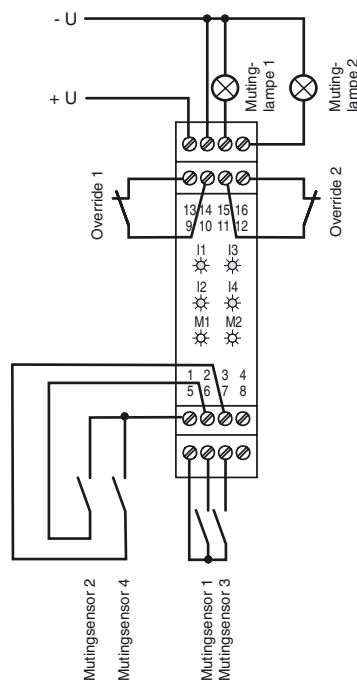 - U
+ U
Muting-
lampe 1
Muting-
lampe 2
Override 1
Override 2
13 14 15 16
9 10 11 12
I1 I3
I2 I4
M1 M2
1 2 3 4
5 6 7 8
Mutingsensor 2
Mutingsensor 4
Mutingsensor 1
Mutingsensor 3